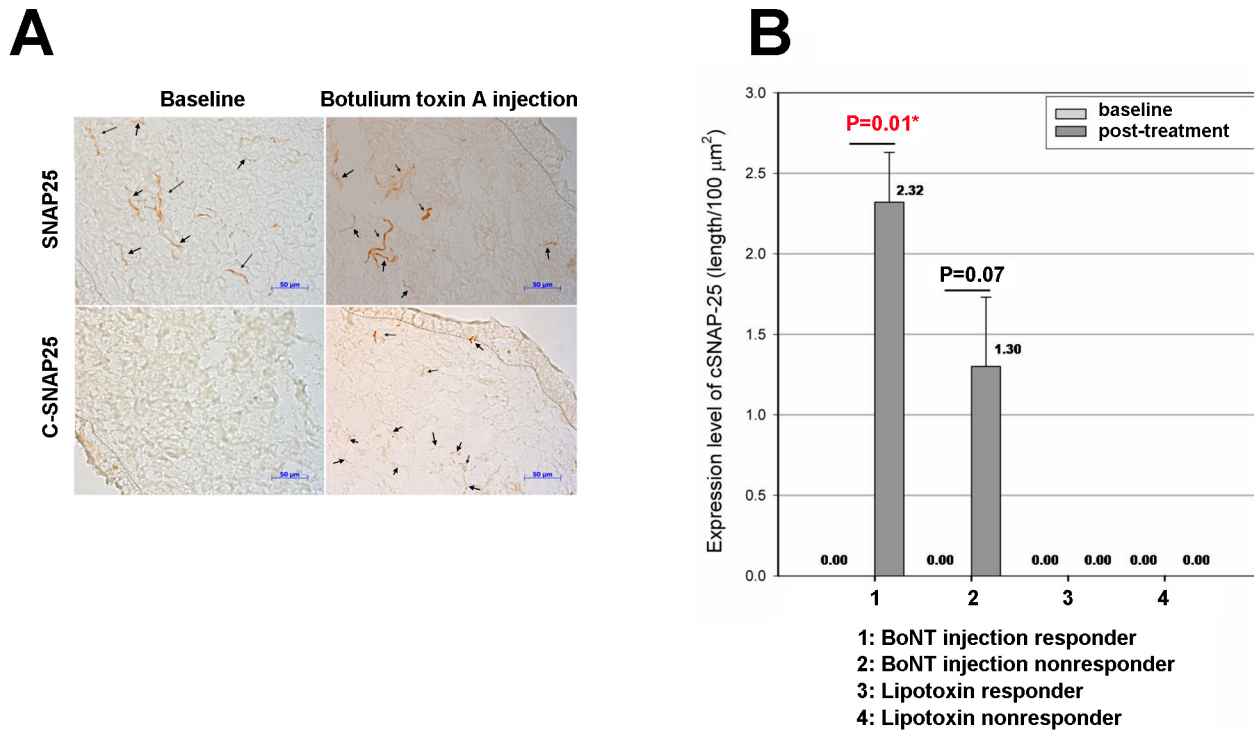 A
Baseline
Botulium toxin A injection
SNAP25
50 µm
50 µm
C-SNAP25
50 µm
50 µm
B
Expression level of cSNAP-25 (length/100 µm²)
3.0
2.5
2.0
1.5
1.0
0.5
0.0
baseline
post-treatment
P=0.01*
2.32
P=0.07
1.30
0.00
0.00
0.00
0.00
0.00
0.00
1
2
3
4
1: BoNT injection responder
2: BoNT injection nonresponder
3: Lipotoxin responder
4: Lipotoxin nonresponder